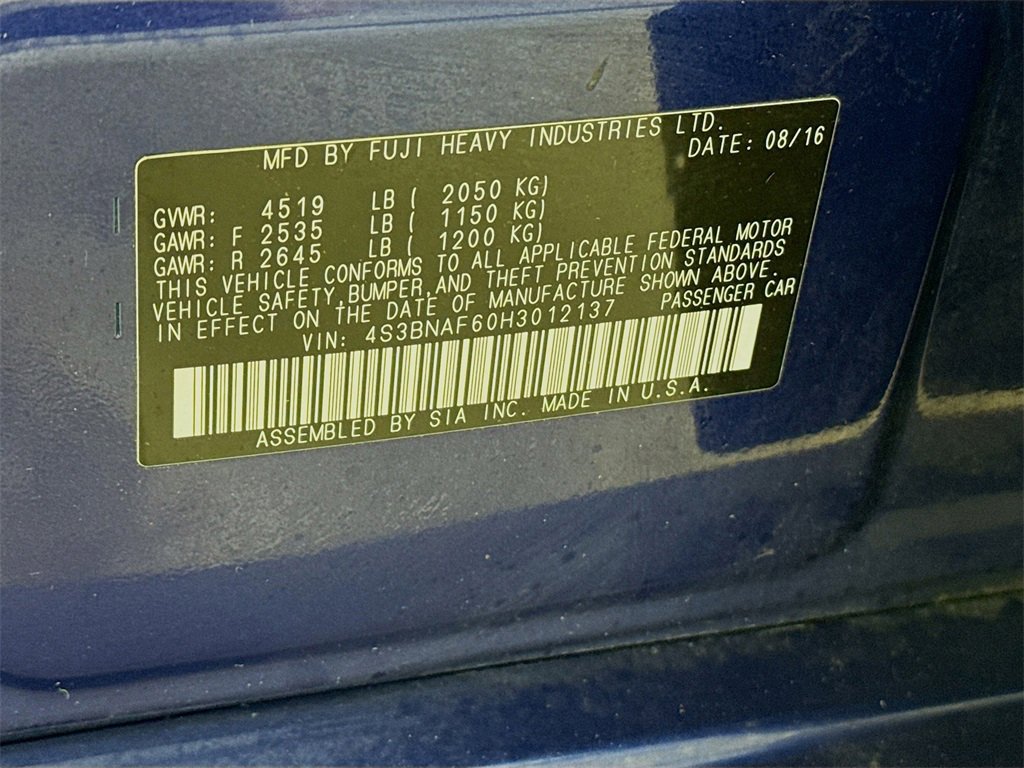 MFD BY FUJI HEAVY INDUSTRIES LTD.
DATE: 08/16
GVWR: 4519 LB ( 2050 KG)
GAWR: F 2535 LB ( 1150 KG)
GAWR: R 2645 LB ( 1200 KG)
THIS VEHICLE CONFORMS TO ALL APPLICABLE FEDERAL MOTOR
VEHICLE SAFETY,BUMPER,AND THEFT PREVENTION STANDARDS
IN EFFECT ON THE DATE OF MANUFACTURE SHOWN ABOVE.
VIN: 4S3BNAF60H3012137 PASSENGER CAR
ASSEMBLED BY SIA INC. MADE IN U.S.A.